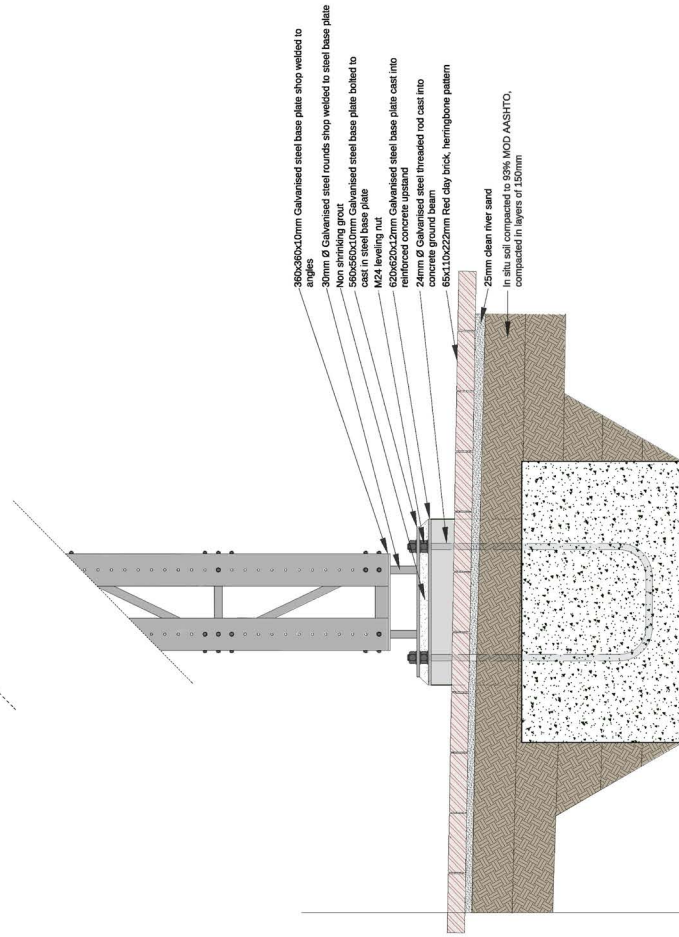 360x360x10mm Galvanised steel base plate shop welded to
angles
30mm Ø Galvanised steel rounds shop welded to steel base plate
Non shrinking grout
560x560x10mm Galvanised steel base plate bolted to
cast in steel base plate
M24 leveling nut
620x620x12mm Galvanised steel base plate cast into
reinforced concrete upstand
24mm Ø Galvanised steel threaded rod cast into
concrete ground beam
65x110x222mm Red clay brick, herringbone pattern
25mm clean river sand
In situ soil compacted to 93% MOD AASHTO,
compacted in layers of 150mm